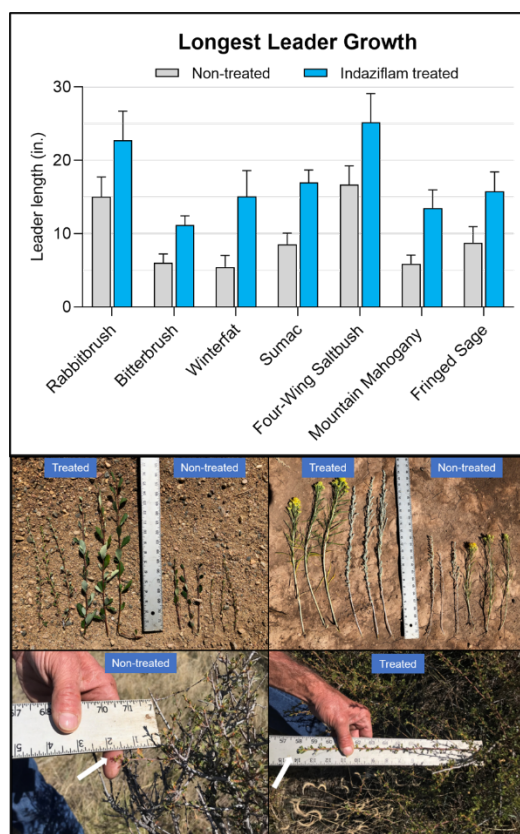 Longest Leader Growth
Non-treated
Indaziflam treated
Leader length (in.)
30
20
10
0
Rabbitbrush
Bitterbrush
Winterfat
Sumac
Four-Wing Saltbush
Mountain Mahogany
Fringed Sage
Treated
Non-treated
Treated
Non-treated
Non-treated
Treated